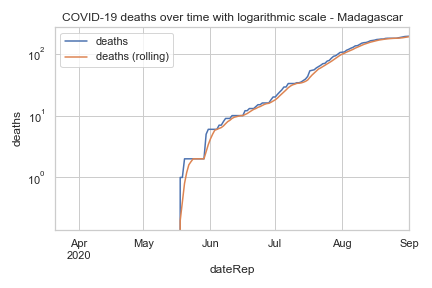 COVID-19 deaths over time with logarithmic scale - Madagascar
deaths
deaths (rolling)
10²
10¹
10⁰
deaths
Apr
2020
May
Jun
Jul
Aug
Sep
dateRep